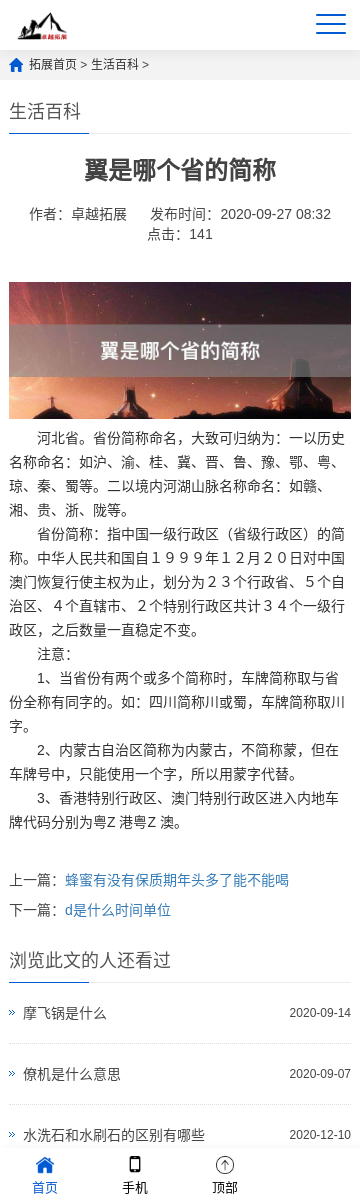 卓越拓展
拓展首页 > 生活百科 >
生活百科
翼是哪个省的简称
作者：卓越拓展 发布时间：2020-09-27 08:32
点击：141
翼是哪个省的简称
河北省。省份简称命名，大致可归纳为：一以历史
名称命名：如沪、渝、桂、冀、晋、鲁、豫、鄂、粤、
琼、秦、蜀等。二以境内河湖山脉名称命名：如赣、
湘、贵、浙、陇等。
省份简称：指中国一级行政区（省级行政区）的简
称。中华人民共和国自１９９９年１２月２０日对中国
澳门恢复行使主权为止，划分为２３个行政省、５个自
治区、４个直辖市、２个特别行政区共计３４个一级行
政区，之后数量一直稳定不变。
注意：
1、当省份有两个或多个简称时，车牌简称取与省
份全称有同字的。如：四川简称川或蜀，车牌简称取川
字。
2、内蒙古自治区简称为内蒙古，不简称蒙，但在
车牌号中，只能使用一个字，所以用蒙字代替。
3、香港特别行政区、澳门特别行政区进入内地车
牌代码分别为粤Z 港粤Z 澳。
上一篇：蜂蜜有没有保质期年头多了能不能喝
下一篇：d是什么时间单位
浏览此文的人还看过
摩飞锅是什么 2020-09-14
僚机是什么意思 2020-09-07
水洗石和水刷石的区别有哪些 2020-12-10
首页 手机 顶部